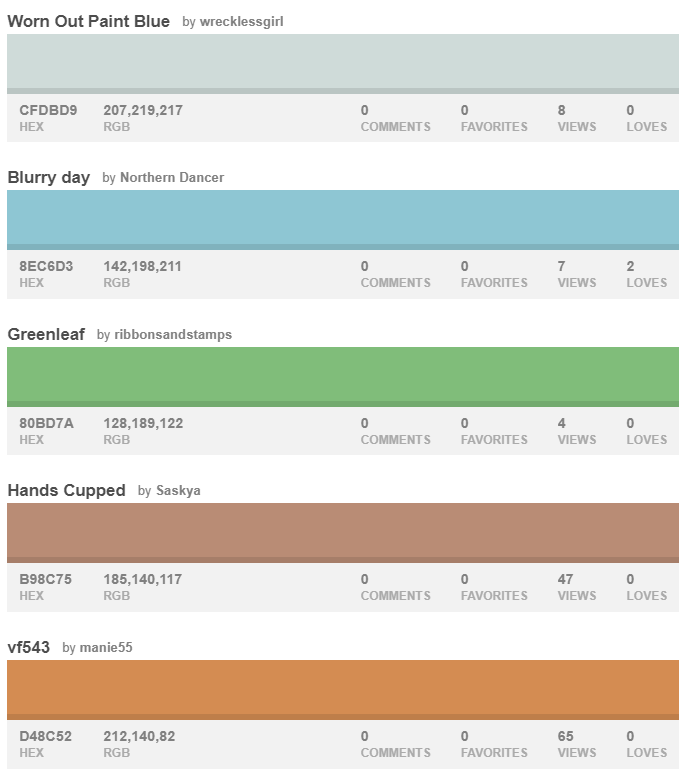 Worn Out Paint Blue by wrecklessgirl
CFDBD9 207,219,217 0 0 8 0
HEX RGB COMMENTS FAVORITES VIEWS LOVES
Blurry day by Northern Dancer
8EC6D3 142,198,211 0 0 7 2
HEX RGB COMMENTS FAVORITES VIEWS LOVES
Greenleaf by ribbonsandstamps
80BD7A 128,189,122 0 0 4 0
HEX RGB COMMENTS FAVORITES VIEWS LOVES
Hands Cupped by Saskya
B98C75 185,140,117 0 0 47 0
HEX RGB COMMENTS FAVORITES VIEWS LOVES
vf543 by manie55
D48C52 212,140,82 0 0 65 0
HEX RGB COMMENTS FAVORITES VIEWS LOVES